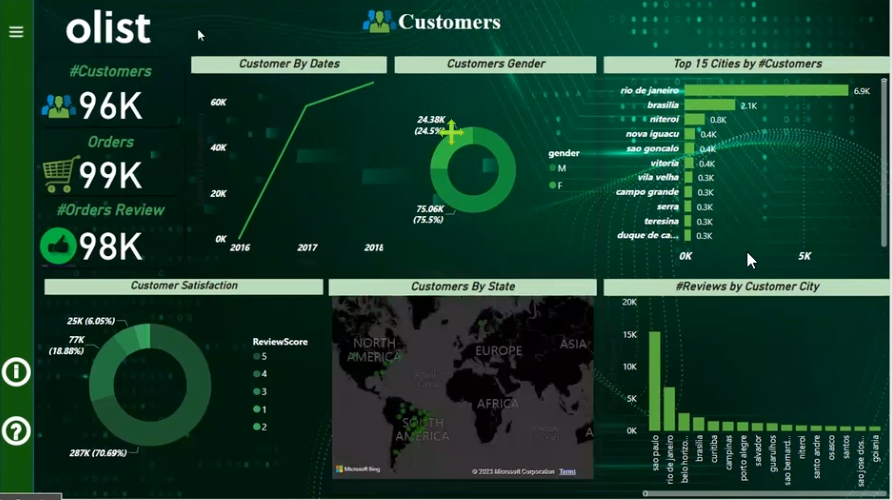 olist
Customers
#Customers
96K
Orders
99K
#Orders Review
98K
Customer By Dates
60K
40K
20K
0K
2016
2017
2018
Customers Gender
24.38K
(24.5%)
75.06K
(75.5%)
gender
M
F
Top 15 Cities by #Customers
rio de janeiro
6.9K
brasilia
2.1K
niteroi
0.8K
nova iguacu
0.4K
sao goncalo
0.4K
vitoria
0.4K
vila velha
0.3K
campo grande
0.3K
serra
0.3K
teresina
0.3K
duque de ca...
0.3K
0K
5K
Customer Satisfaction
25K (6.05%)
77K
(18.88%)
287K (70.69%)
ReviewScore
5
4
3
1
2
Customers By State
NORTH
AMERICA
EUROPE
ASIA
AFRICA
SOUTH
AMERICA
Microsoft Bing
© 2023 Microsoft Corporation
Terms
#Reviews by Customer City
20K
15K
10K
5K
0K
sao paulo
rio de janeiro
belo horizo...
brasilia
curitiba
campinas
porto alegre
salvador
guarulhos
sao bernard...
niteroi
santo andre
osasco
santos
sao jose dos...
goiania